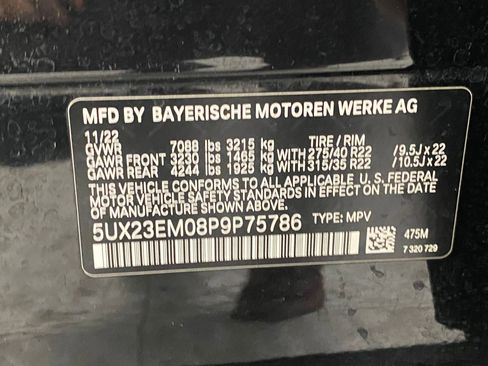 MFD BY BAYERISCHE MOTOREN WERKE AG
11/22
GVWR 7088 lbs 3215 kg TIRE / RIM
GAWR FRONT 3230 lbs 1465 kg WITH 275/40 R22 / 9.5J x 22
GAWR REAR 4244 lbs 1925 kg WITH 315/35 R22 / 10.5J x 22
THIS VEHICLE CONFORMS TO ALL APPLICABLE U.S. FEDERAL
MOTOR VEHICLE SAFETY STANDARDS IN EFFECT ON THE DATE OF
MANUFACTURE SHOWN ABOVE.
5UX23EM08P9P75786 TYPE: MPV
475M
7 320 729